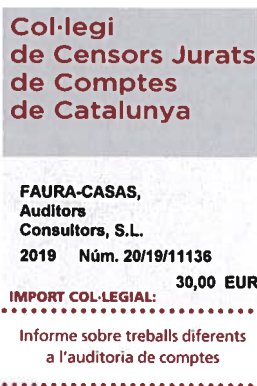 Col·legi
de Censors Jurats
de Comptes
de Catalunya
FAURA-CASAS,
Auditors
Consultors, S.L.
2019 Núm. 20/19/11136
30,00 EUR
IMPORT COL·LEGIAL:
Informe sobre treballs diferents
a l'auditoria de comptes